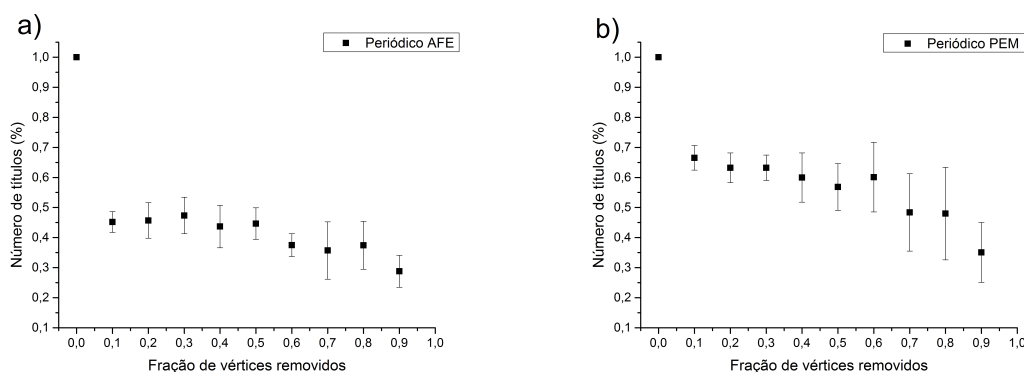 a)
Periódico AFE
Número de títulos (%)
1,0
0,9
0,8
0,7
0,6
0,5
0,4
0,3
0,2
0,1
0,0 0,1 0,2 0,3 0,4 0,5 0,6 0,7 0,8 0,9 1,0
Fração de vértices removidos
b)
Periódico PEM
Número de títulos (%)
1,0
0,9
0,8
0,7
0,6
0,5
0,4
0,3
0,2
0,1
0,0 0,1 0,2 0,3 0,4 0,5 0,6 0,7 0,8 0,9 1,0
Fração de vértices removidos